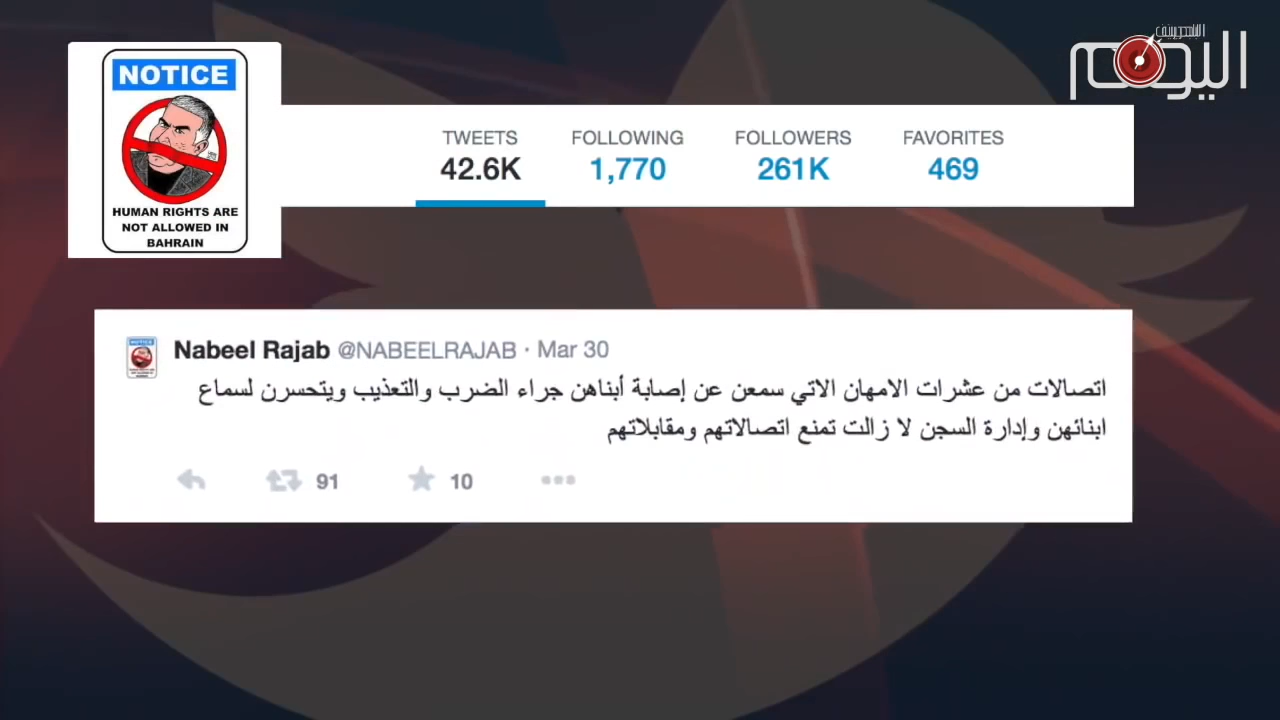 البحرين
اليوم
NOTICE
HUMAN RIGHTS ARE
NOT ALLOWED IN
BAHRAIN
TWEETS
42.6K
FOLLOWING
1,770
FOLLOWERS
261K
FAVORITES
469
Nabeel Rajab @NABEELRAJAB · Mar 30
اتصالات من عشرات الامهان الاتي سمعن عن إصابة أبناهن جراء الضرب والتعذيب ويتحسرن لسماع
ابنائهن وإدارة السجن لا زالت تمنع اتصالاتهم ومقابلاتهم
91
10